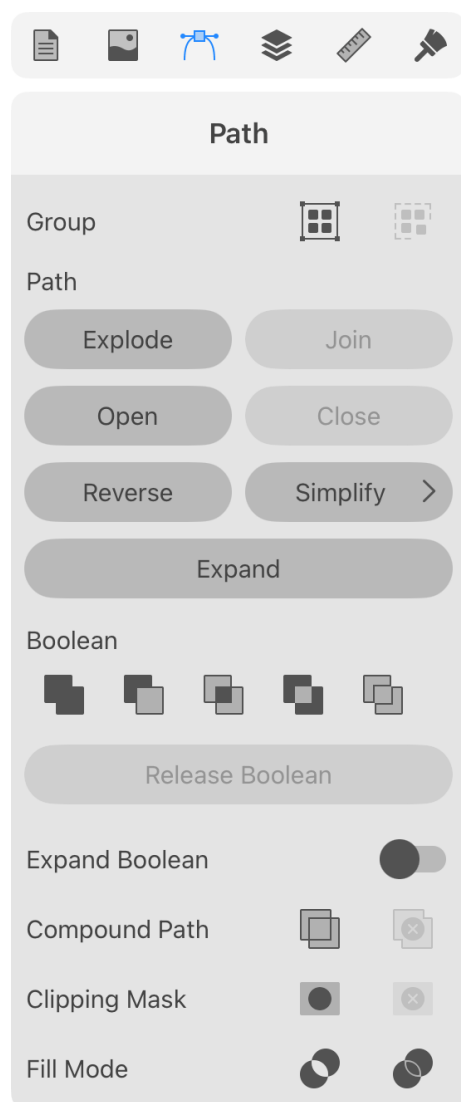 Path
Group
Path
Explode
Join
Open
Close
Reverse
Simplify
Expand
Boolean
Release Boolean
Expand Boolean
Compound Path
Clipping Mask
Fill Mode